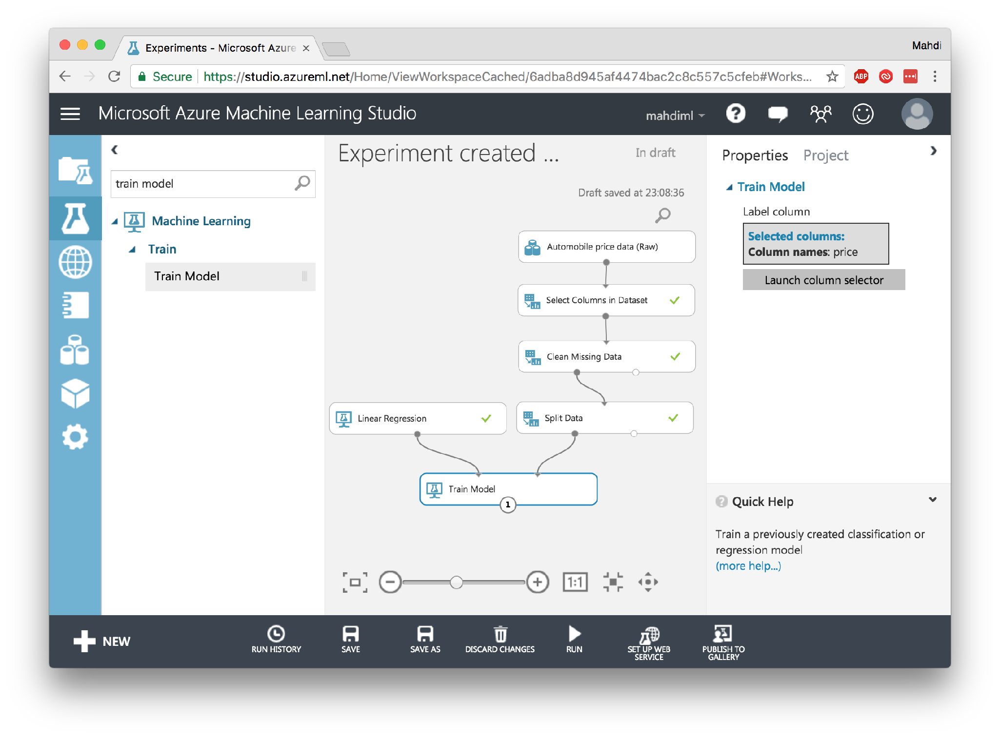 Experiments - Microsoft Azure
Mahdi
Secure
https://studio.azureml.net/Home/ViewWorkspaceCached/6adba8d945af4474bac2c8c557c5cfeb#Works...
ABP
Microsoft Azure Machine Learning Studio
mahdiml
?
train model
Machine Learning
Train
Train Model
Experiment created ...
In draft
Draft saved at 23:08:36
Automobile price data (Raw)
Select Columns in Dataset
Clean Missing Data
Linear Regression
Split Data
Train Model
1
1:1
Properties
Project
Train Model
Label column
Selected columns:
Column names: price
Launch column selector
? Quick Help
Train a previously created classification or
regression model
(more help...)
NEW
RUN HISTORY
SAVE
SAVE AS
DISCARD CHANGES
RUN
SET UP WEB
SERVICE
PUBLISH TO
GALLERY